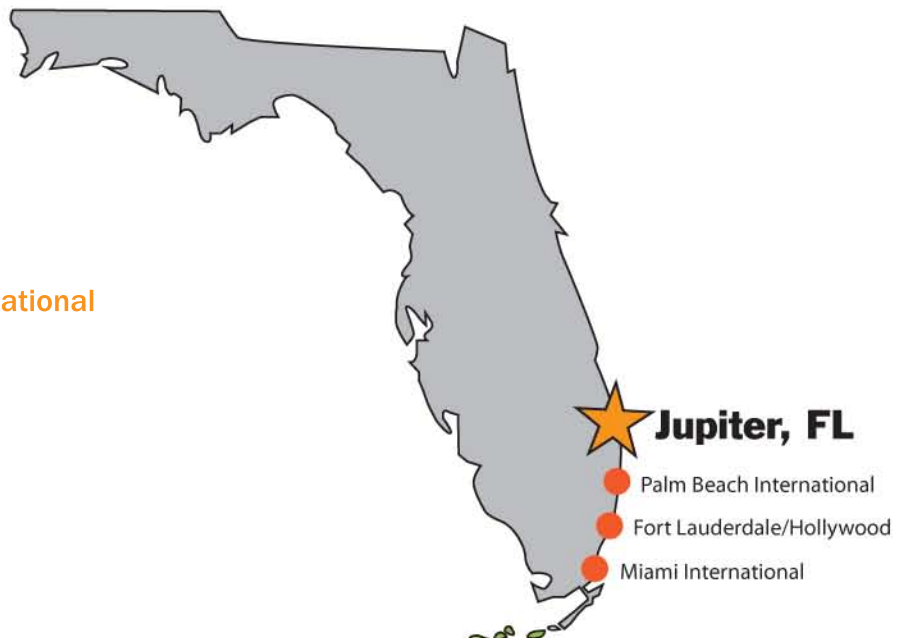 ational
Jupiter, FL
Palm Beach International
Fort Lauderdale/Hollywood
Miami International